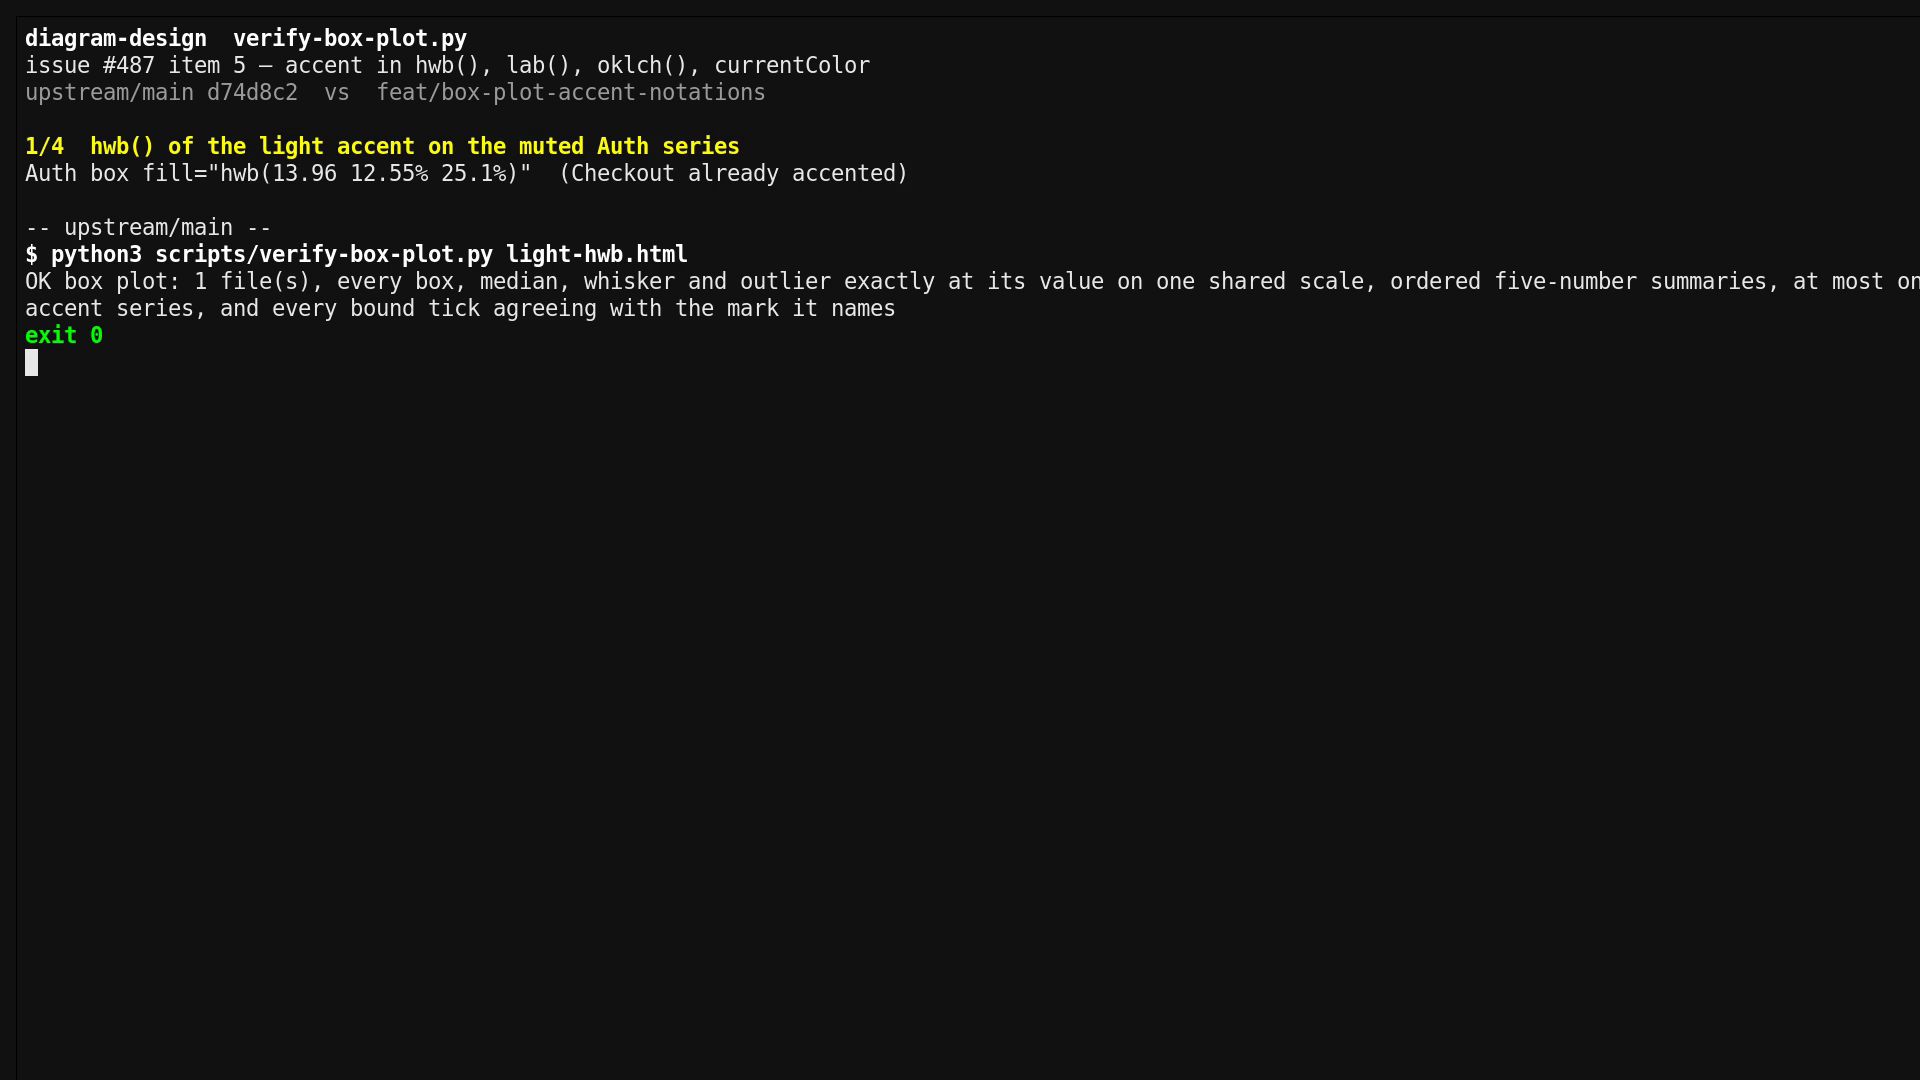 diagram-design  verify-box-plot.py
issue #487 item 5 — accent in hwb(), lab(), oklch(), currentColor
upstream/main d74d8c2  vs  feat/box-plot-accent-notations
1/4  hwb() of the light accent on the muted Auth series
Auth box fill="hwb(13.96 12.55% 25.1%)"  (Checkout already accented)
-- upstream/main --
$ python3 scripts/verify-box-plot.py light-hwb.html
OK box plot: 1 file(s), every box, median, whisker and outlier exactly at its value on one shared scale, ordered five-number summaries, at most on
accent series, and every bound tick agreeing with the mark it names
exit 0